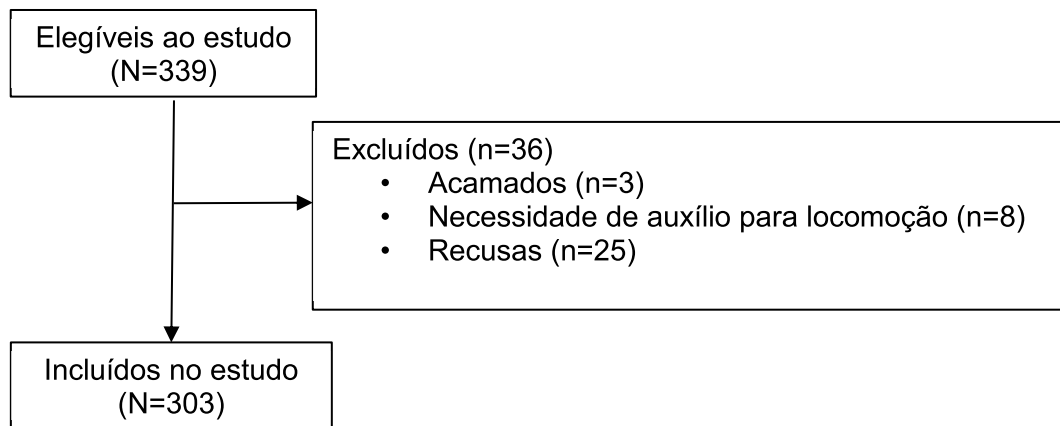 Elegíveis ao estudo
(N=339)
Excluídos (n=36)
• Acamados (n=3)
• Necessidade de auxílio para locomoção (n=8)
• Recusas (n=25)
Incluídos no estudo
(N=303)